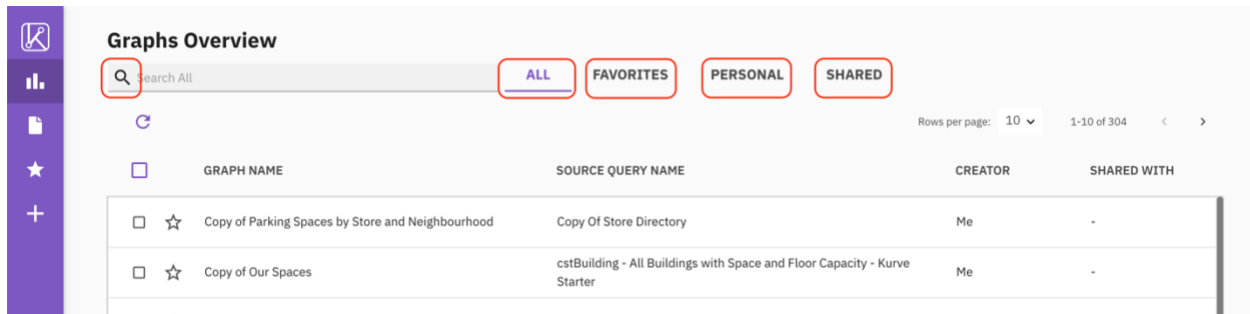 Graphs Overview
Search All
ALL
FAVORITES
PERSONAL
SHARED
Rows per page: 10 1-10 of 304
GRAPH NAME SOURCE QUERY NAME CREATOR SHARED WITH
Copy of Parking Spaces by Store and Neighbourhood Copy Of Store Directory Me -
Copy of Our Spaces cstBuilding - All Buildings with Space and Floor Capacity - Kurve Me -
Starter